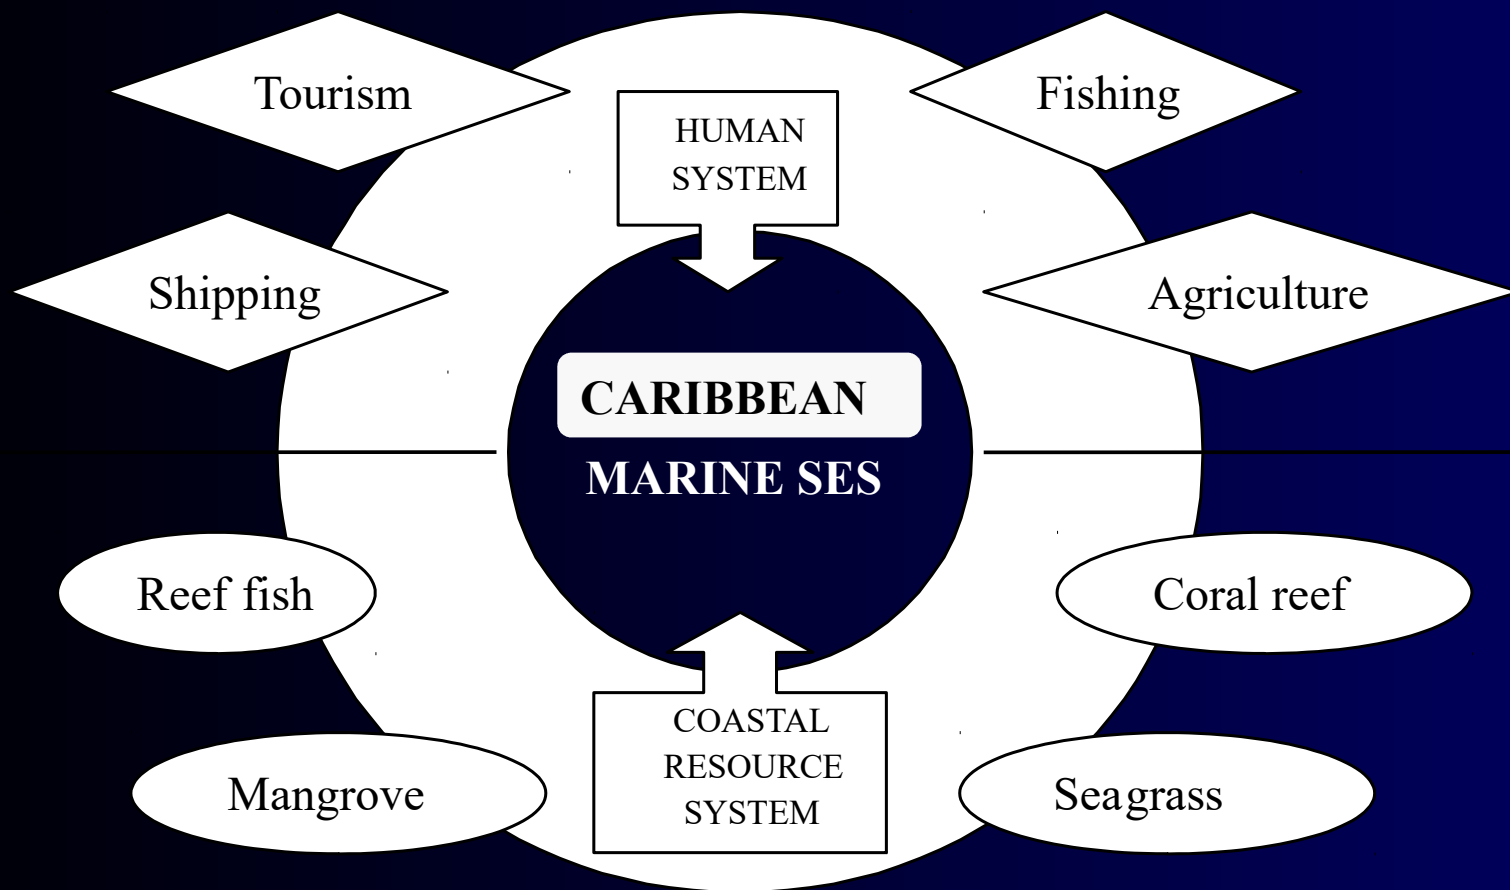 Tourism
Fishing
HUMAN
SYSTEM
Shipping
Agriculture
CARIBBEAN
MARINE SES
Reef fish
Coral reef
COASTAL
RESOURCE
SYSTEM
Mangrove
Seagrass